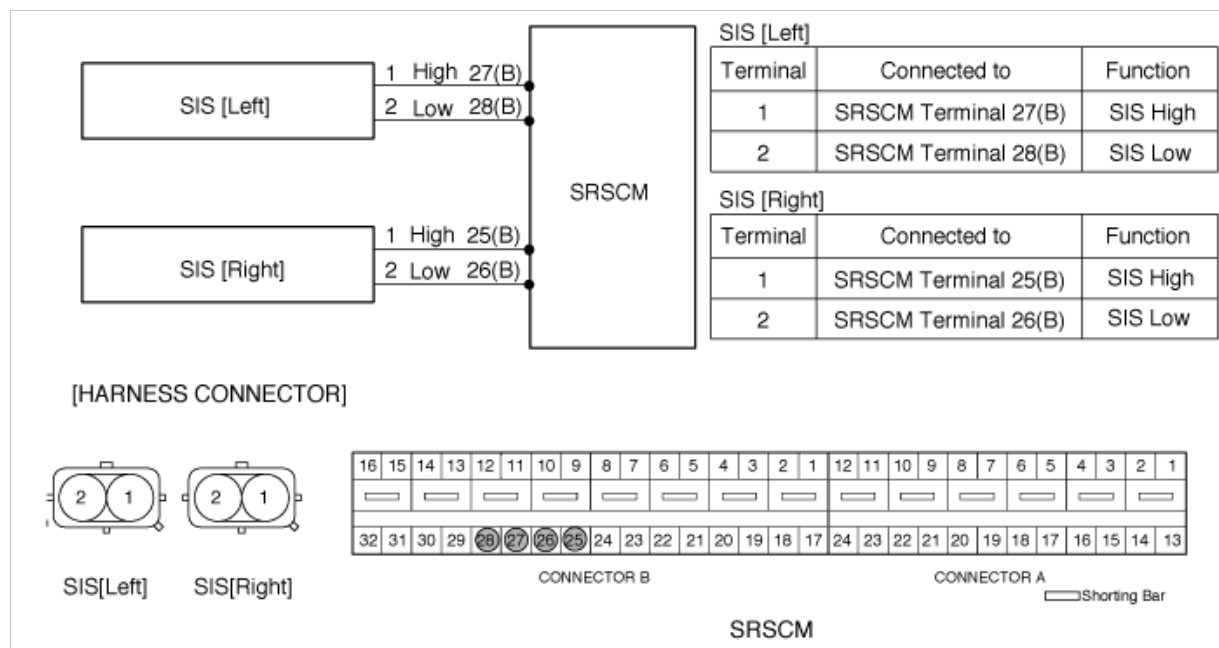 SIS [Left]
1 High 27(B)
2 Low 28(B)
SIS [Right]
1 High 25(B)
2 Low 26(B)
SRSCM
SIS [Left]
Terminal Connected to Function
1 SRSCM Terminal 27(B) SIS High
2 SRSCM Terminal 28(B) SIS Low
SIS [Right]
Terminal Connected to Function
1 SRSCM Terminal 25(B) SIS High
2 SRSCM Terminal 26(B) SIS Low
[HARNESS CONNECTOR]
2 1
SIS[Left]
2 1
SIS[Right]
16 15 14 13 12 11 10 9 8 7 6 5 4 3 2 1 12 11 10 9 8 7 6 5 4 3 2 1
32 31 30 29 28 27 26 25 24 23 22 21 20 19 18 17 24 23 22 21 20 19 18 17 16 15 14 13
CONNECTOR B CONNECTOR A
Shorting Bar
SRSCM